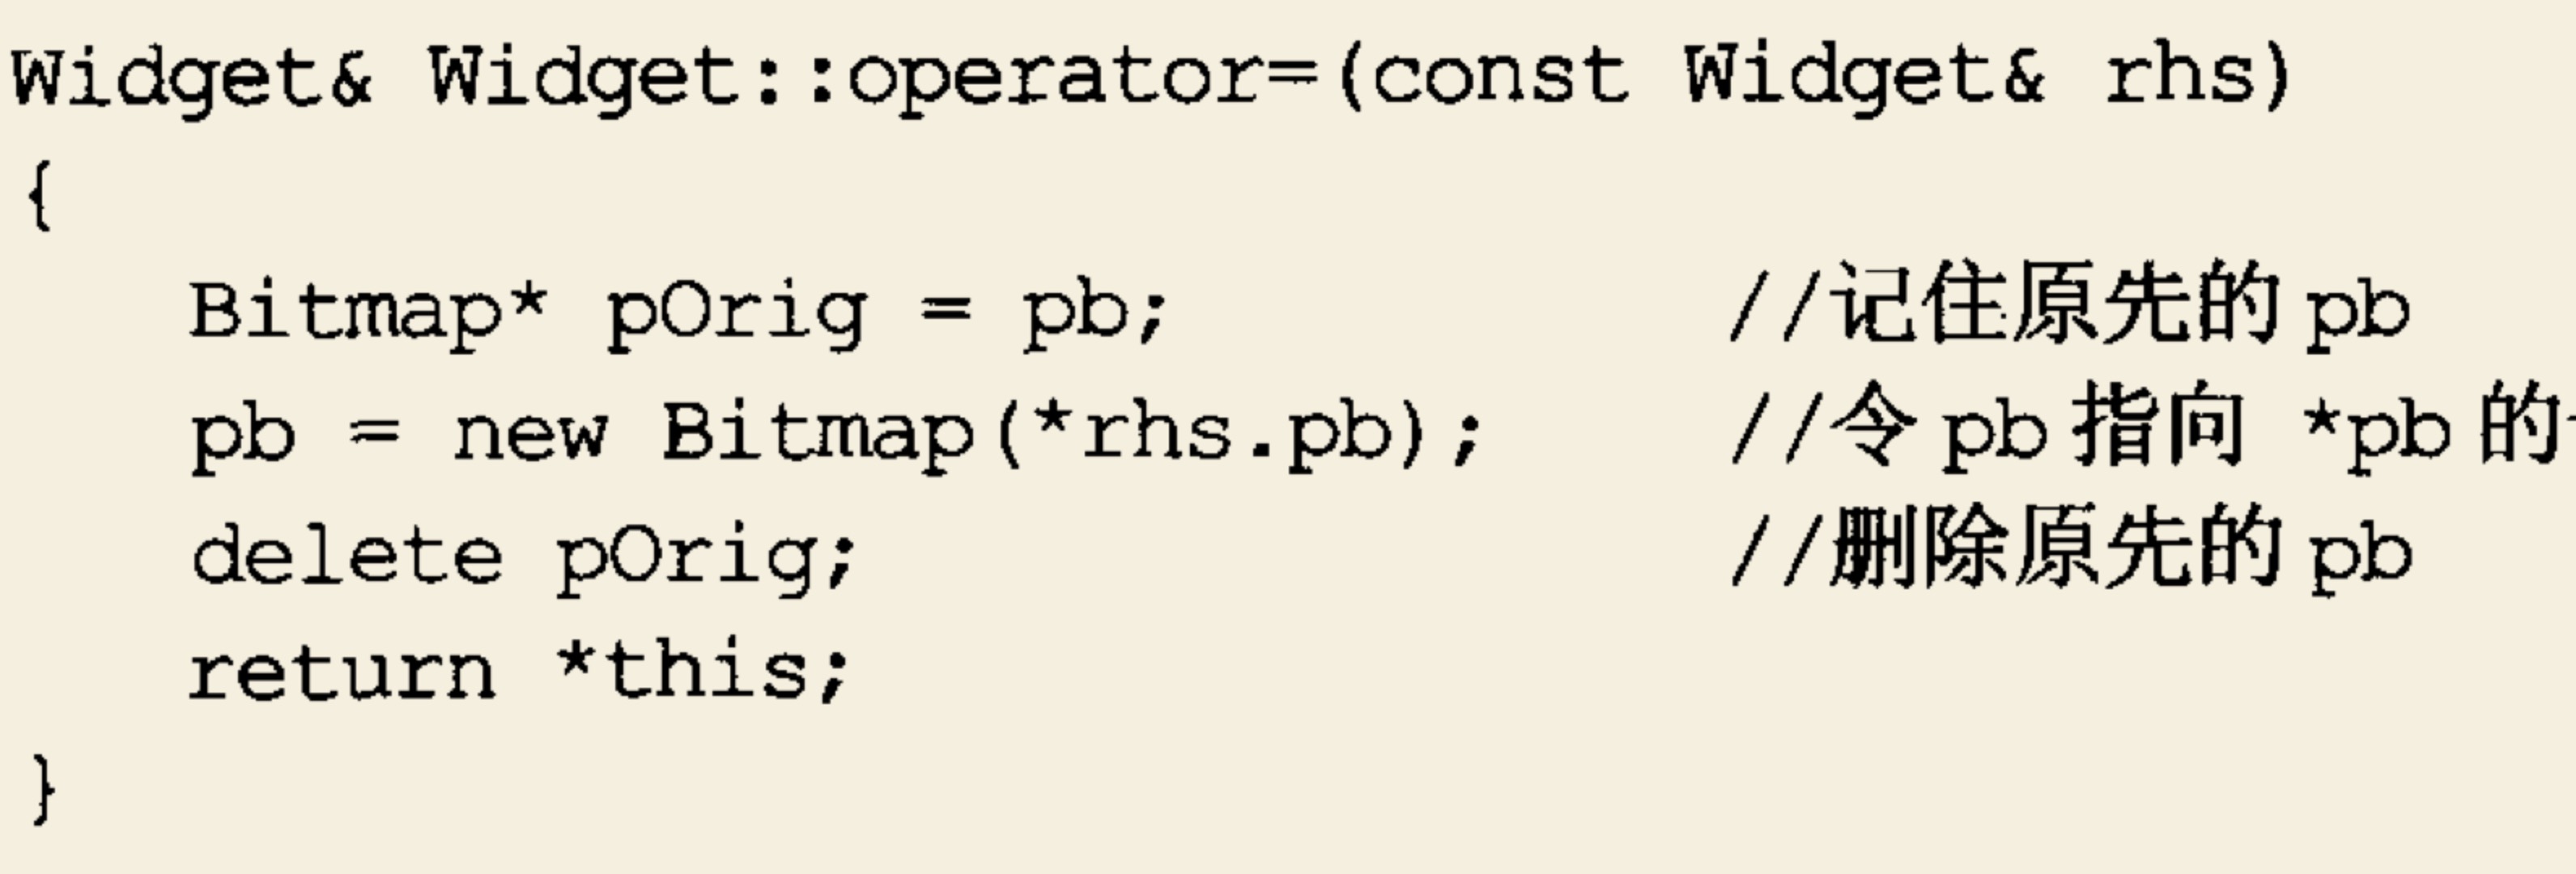 Widget& Widget::operator=(const Widget& rhs)
{
Bitmap* pOrig = pb; //记住原先的 pb
pb = new Bitmap(*rhs.pb); //令 pb 指向 *pb 的
delete pOrig; //删除原先的 pb
return *this;
}